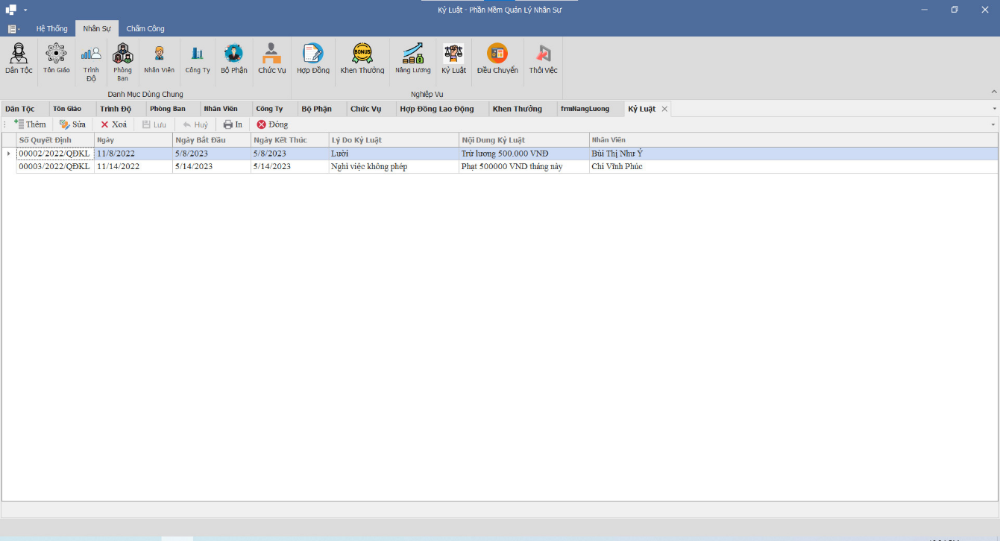 Kỷ Luật - Phần Mềm Quản Lý Nhân Sự
Hệ Thống Nhân Sự Chấm Công
Dân Tộc Tôn Giáo Trình Độ Phòng Ban Nhân Viên Công Ty Bộ Phận Chức Vụ Hợp Đồng BONUS Khen Thưởng Nâng Lương Kỷ Luật Điều Chuyển Thôi Việc
Danh Mục Dùng Chung Nghiệp Vụ
Dân Tộc Tôn Giáo Trình Độ Phòng Ban Nhân Viên Công Ty Bộ Phận Chức Vụ Hợp Đồng Lao Động Khen Thưởng frmNangLuong Kỷ Luật
Thêm Sửa Xoá Lưu Huỷ In Đóng
Số Quyết Định Ngày Ngày Bắt Đầu Ngày Kết Thúc Lý Do Kỷ Luật Nội Dung Kỷ Luật Nhân Viên
00002/2022/QĐKL 11/8/2022 5/8/2023 5/8/2023 Lười Trừ lương 500.000 VNĐ Bùi Thị Như Ý
00003/2022/QĐKL 11/14/2022 5/14/2023 5/14/2023 Nghỉ việc không phép Phạt 500000 VND tháng này Chí Vĩnh Phúc